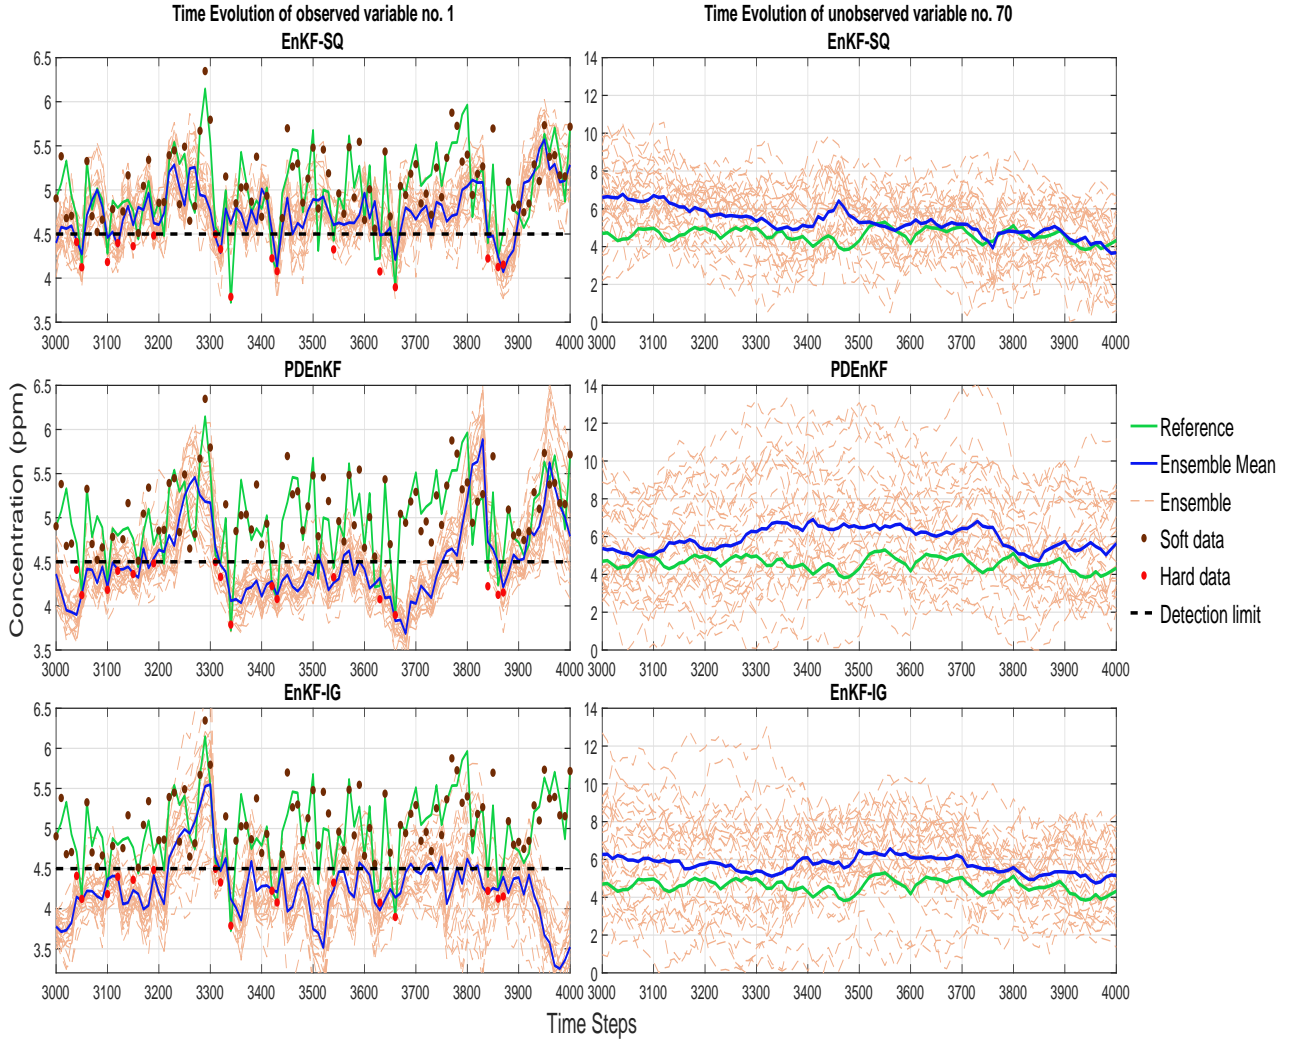 Time Evolution of observed variable no. 1
Time Evolution of unobserved variable no. 70
EnKF-SQ
EnKF-SQ
6.5
6
5.5
5
4.5
4
3.5
14
12
10
8
6
4
2
0
3000 3100 3200 3300 3400 3500 3600 3700 3800 3900 4000
3000 3100 3200 3300 3400 3500 3600 3700 3800 3900 4000
PDEnKF
PDEnKF
6.5
6
5.5
5
4.5
4
3.5
14
12
10
8
6
4
2
0
3000 3100 3200 3300 3400 3500 3600 3700 3800 3900 4000
3000 3100 3200 3300 3400 3500 3600 3700 3800 3900 4000
EnKF-IG
EnKF-IG
6.5
6
5.5
5
4.5
4
3.5
14
12
10
8
6
4
2
0
3000 3100 3200 3300 3400 3500 3600 3700 3800 3900 4000
3000 3100 3200 3300 3400 3500 3600 3700 3800 3900 4000
Concentration (ppm)
Time Steps
Reference
Ensemble Mean
Ensemble
Soft data
Hard data
Detection limit